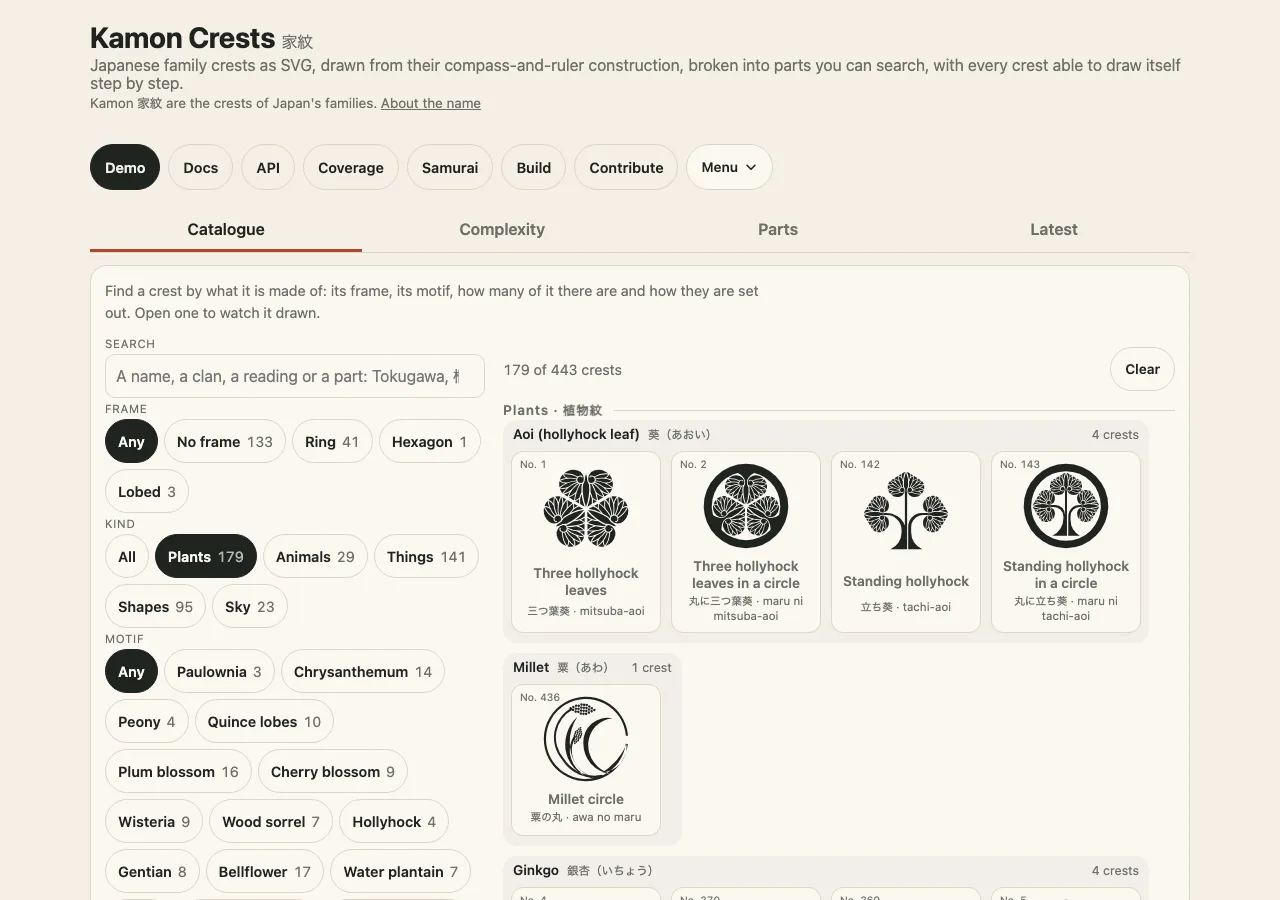 Kamon Crests 家紋
Japanese family crests as SVG, drawn from their compass-and-ruler construction, broken into parts you can search, with every crest able to draw itself
step by step.
Kamon 家紋 are the crests of Japan's families. About the name
Demo
Docs
API
Coverage
Samurai
Build
Contribute
Menu
Catalogue
Complexity
Parts
Latest
Find a crest by what it is made of: its frame, its motif, how many of it there are and how they are set
out. Open one to watch it drawn.
SEARCH
A name, a clan, a reading or a part: Tokugawa,
FRAME
Any
No frame 133
Ring 41
Hexagon 1
Lobed 3
KIND
All
Plants 179
Animals 29
Things 141
Shapes 95
Sky 23
MOTIF
Any
Paulownia 3
Chrysanthemum 14
Peony 4
Quince lobes 10
Plum blossom 16
Cherry blossom 9
Wisteria 9
Wood sorrel 7
Hollyhock 4
Gentian 8
Bellflower 17
Water plantain 7
179 of 443 crests
Clear
Plants · 植物紋
Aoi (hollyhock leaf) 葵（あおい）
4 crests
No. 1
Three hollyhock
leaves
三つ葉葵 · mitsuba-aoi
No. 2
Three hollyhock
leaves in a circle
丸に三つ葉葵 · maru ni
mitsuba-aoi
No. 142
Standing hollyhock
立ち葵 · tachi-aoi
No. 143
Standing hollyhock
in a circle
丸に立ち葵 · maru ni
tachi-aoi
Millet 粟（あわ）
1 crest
No. 436
Millet circle
粟の丸 · awa no maru
Ginkgo 銀杏（いちょう）
4 crests